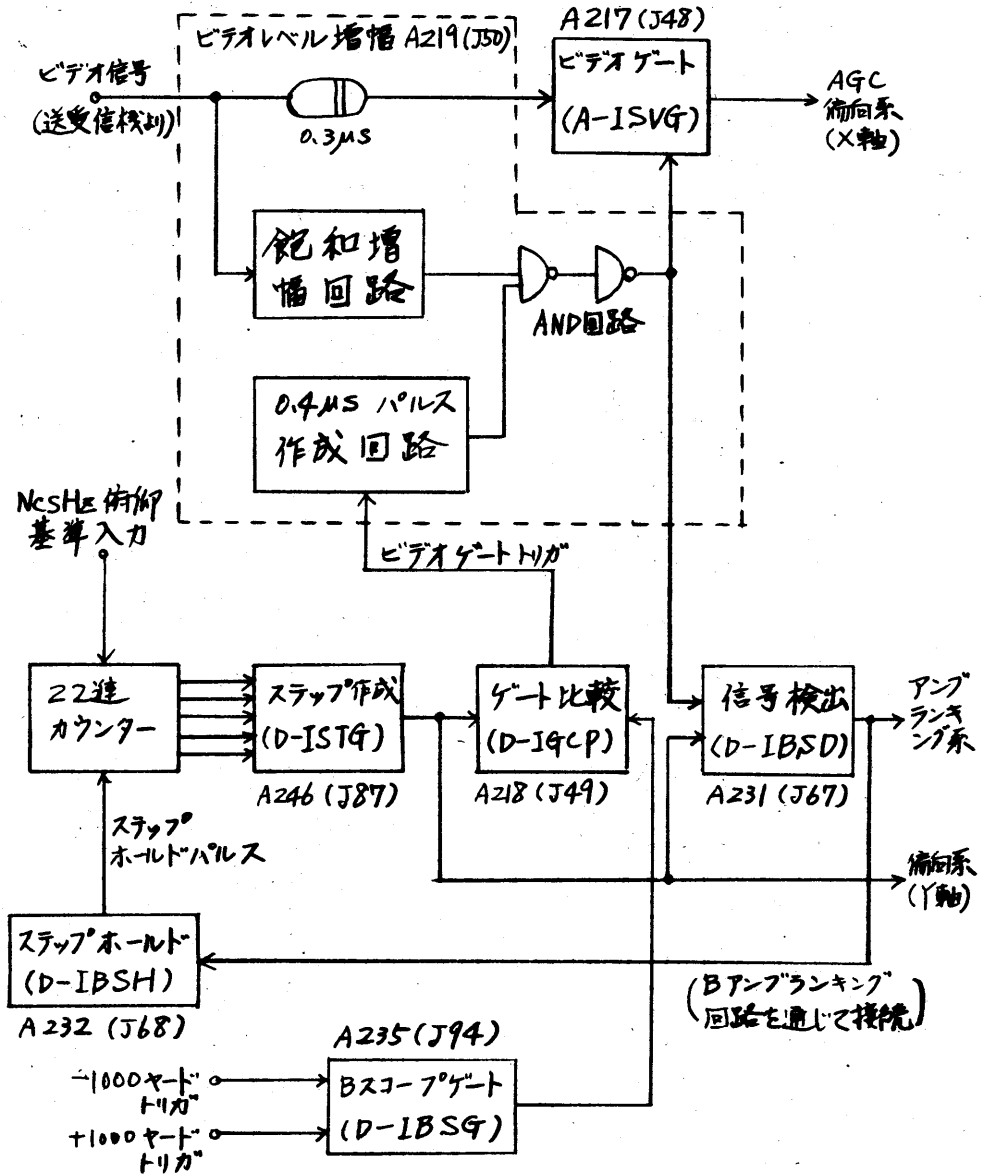 A217(J48)
ビデオレベル増幅 A219(J50)
ビデオ信号
(送受信機より)
0.3μS
ビデオゲート
(A-ISVG)
AGC
偏向系
(X軸)
飽和増
幅回路
AND回路
0.4μS パルス
作成回路
NcSHz 俯仰
基準入力
ビデオゲートトリガ
22進
カウンター
ステップ作成
(D-ISTG)
A246(J87)
ゲート比較
(D-IGCP)
A218(J49)
信号検出
(D-IBSD)
A231(J67)
アンブ
ランキ
ング系
ステップ
ホールドパルス
偏向系
(Y軸)
ステップホールド
(D-IBSH)
A232(J68)
(Bアンブランキング
回路を通じて接続)
A235(J94)
-1000ヤード
トリガ
+1000ヤード
トリガ
Bスコープゲート
(D-IBSG)